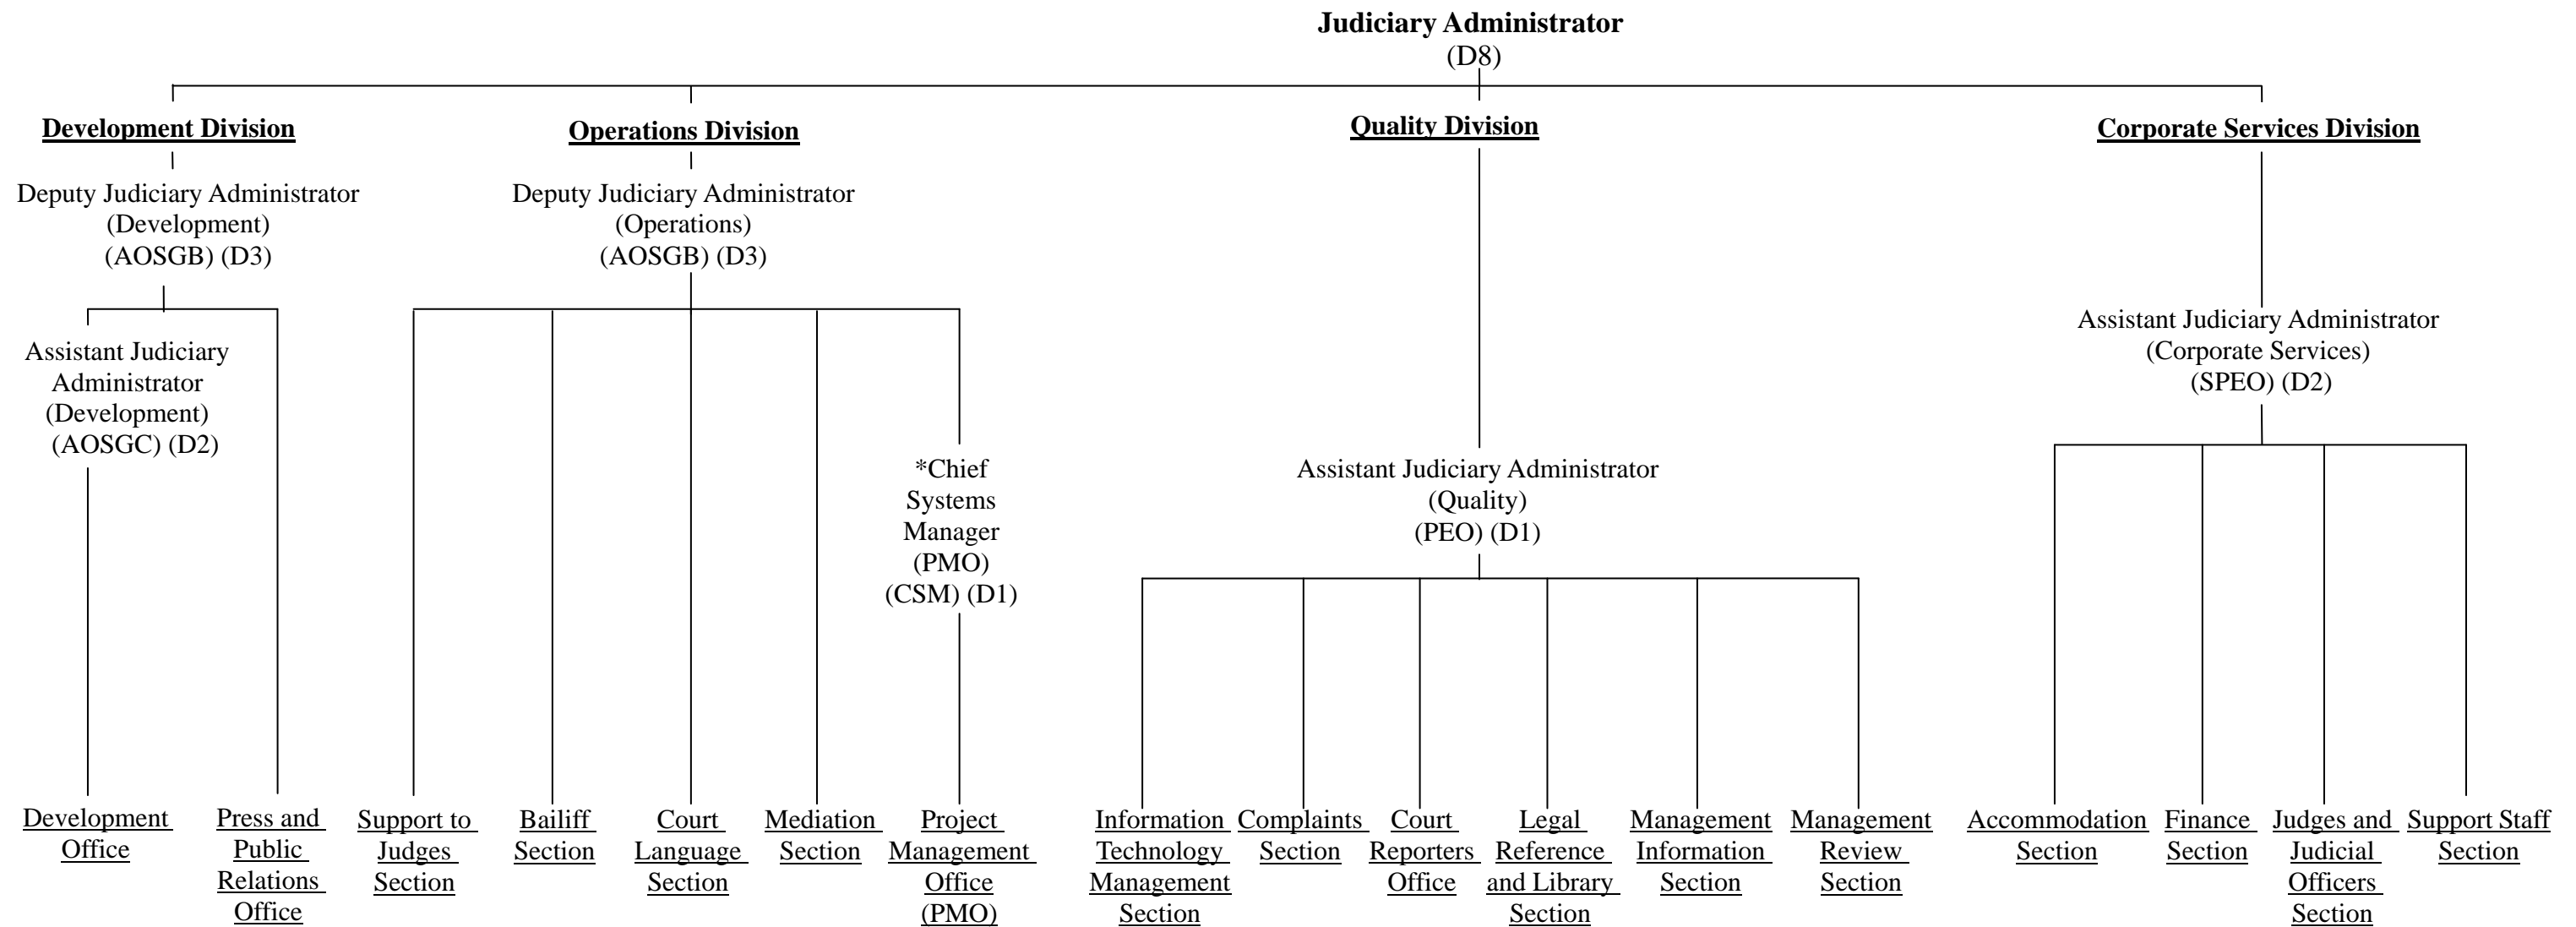 Judiciary Administrator
(D8)
Development Division
Deputy Judiciary Administrator
(Development)
(AOSGB) (D3)
Assistant Judiciary
Administrator
(Development)
(AOSGC) (D2)
Development
Office
Press and
Public
Relations
Office
Operations Division
Deputy Judiciary Administrator
(Operations)
(AOSGB) (D3)
Support to
Judges
Section
Bailiff
Section
Court
Language
Section
Mediation
Section
*Chief
Systems
Manager
(PMO)
(CSM) (D1)
Project
Management
Office
(PMO)
Quality Division
Assistant Judiciary Administrator
(Quality)
(PEO) (D1)
Information
Technology
Management
Section
Complaints
Section
Court
Reporters
Office
Legal
Reference
and Library
Section
Management
Information
Section
Management
Review
Section
Corporate Services Division
Assistant Judiciary Administrator
(Corporate Services)
(SPEO) (D2)
Accommodation
Section
Finance
Section
Judges and
Judicial
Officers
Section
Support Staff
Section